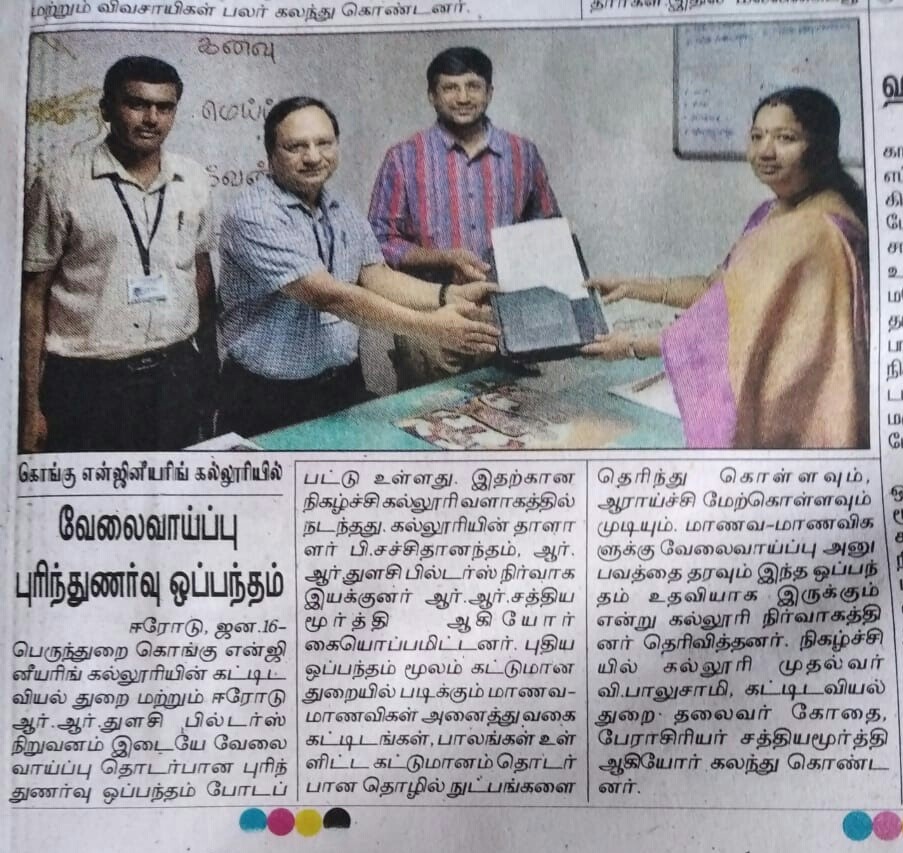 மற்றும் விவசாயிகள் பலர் கலந்து கொண்டனர்.
கனவு
கொங்கு என்ஜினீயரிங் கல்லூரியில்
வேலைவாய்ப்பு
புரிந்துணர்வு ஒப்பந்தம்
ஈரோடு, ஜன.16–
பெருந்துறை கொங்கு என்ஜி
னீயரிங் கல்லூரியின் கட்டிட
வியல் துறை மற்றும் ஈரோடு
ஆர்.ஆர்.துளசி பில்டர்ஸ்
நிறுவனம் இடையே வேலை
வாய்ப்பு தொடர்பான புரிந்
துணர்வு ஒப்பந்தம் போடப்
பட்டு உள்ளது. இதற்கான
நிகழ்ச்சி கல்லூரி வளாகத்தில்
நடந்தது. கல்லூரியின் தாளா
ளர் பி.சச்சிதானந்தம், ஆர்.
ஆர் துளசி பில்டர்ஸ் நிர்வாக
இயக்குனர் ஆர்.ஆர்.சத்திய
மூர்த்தி ஆகியோர்
கையொப்பமிட்டனர். புதிய
ஒப்பந்தம் மூலம் கட்டுமான
துறையில் படிக்கும் மாணவ–
மாணவிகள் அனைத்து வகை
கட்டிடங்கள், பாலங்கள் உள்
ளிட்ட கட்டுமானம் தொடர்
பான தொழில் நுட்பங்களை
தெரிந்து கொள்ளவும்,
ஆராய்ச்சி மேற்கொள்ளவும்
முடியும். மாணவ–மாணவிக
ளுக்கு வேலைவாய்ப்பு அனு
பவத்தை தரவும் இந்த ஒப்பந்
தம் உதவியாக இருக்கும்
என்று கல்லூரி நிர்வாகத்தி
னர் தெரிவித்தனர். நிகழ்ச்சி
யில் கல்லூரி முதல்வர்
வி.பாலுசாமி, கட்டிடவியல்
துறை தலைவர் கோதை,
பேராசிரியர் சத்தியமூர்த்தி
ஆகியோர் கலந்து கொண்ட
னர்.